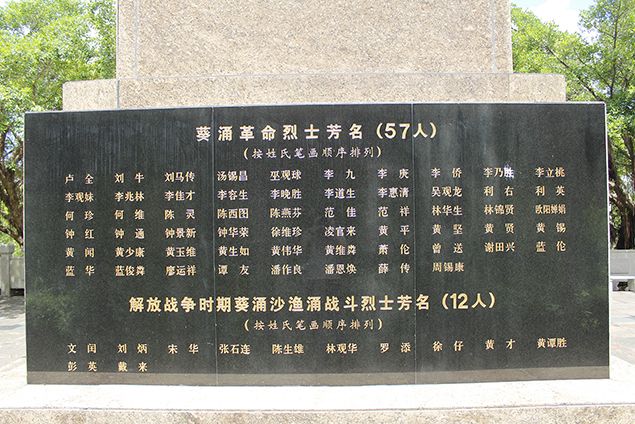 葵涌革命烈士芳名（57人）
（按姓氏笔画顺序排列）
卢全 刘牛 刘马传 汤锡昌 巫观球 李九 李庚 李侨 李乃胜 李立桃
李观妹 李兆林 李佳才 李容生 李晚胜 李道生 李惠清 吴观龙 利右 利英
何珍 何维 陈灵 陈西图 陈燕芬 范佳 范祥 林华生 林锦贤 欧阳婵娟
钟红 钟通 钟景新 钟华荣 徐维珍 凌官来 黄平 黄坚 黄贤 黄锡
黄闻 黄少康 黄玉维 黄生如 黄伟华 黄维粦 萧伦 曾送 谢田兴 蓝伦
蓝华 蓝俊粦 廖运祥 谭友 潘作良 潘恩焕 薛传 周锡康
解放战争时期葵涌沙渔涌战斗烈士芳名（12人）
（按姓氏笔画顺序排列）
文闰 刘炳 宋华 张石连 陈生雄 林观华 罗添 徐仔 黄才 黄谭胜
彭英 戴来